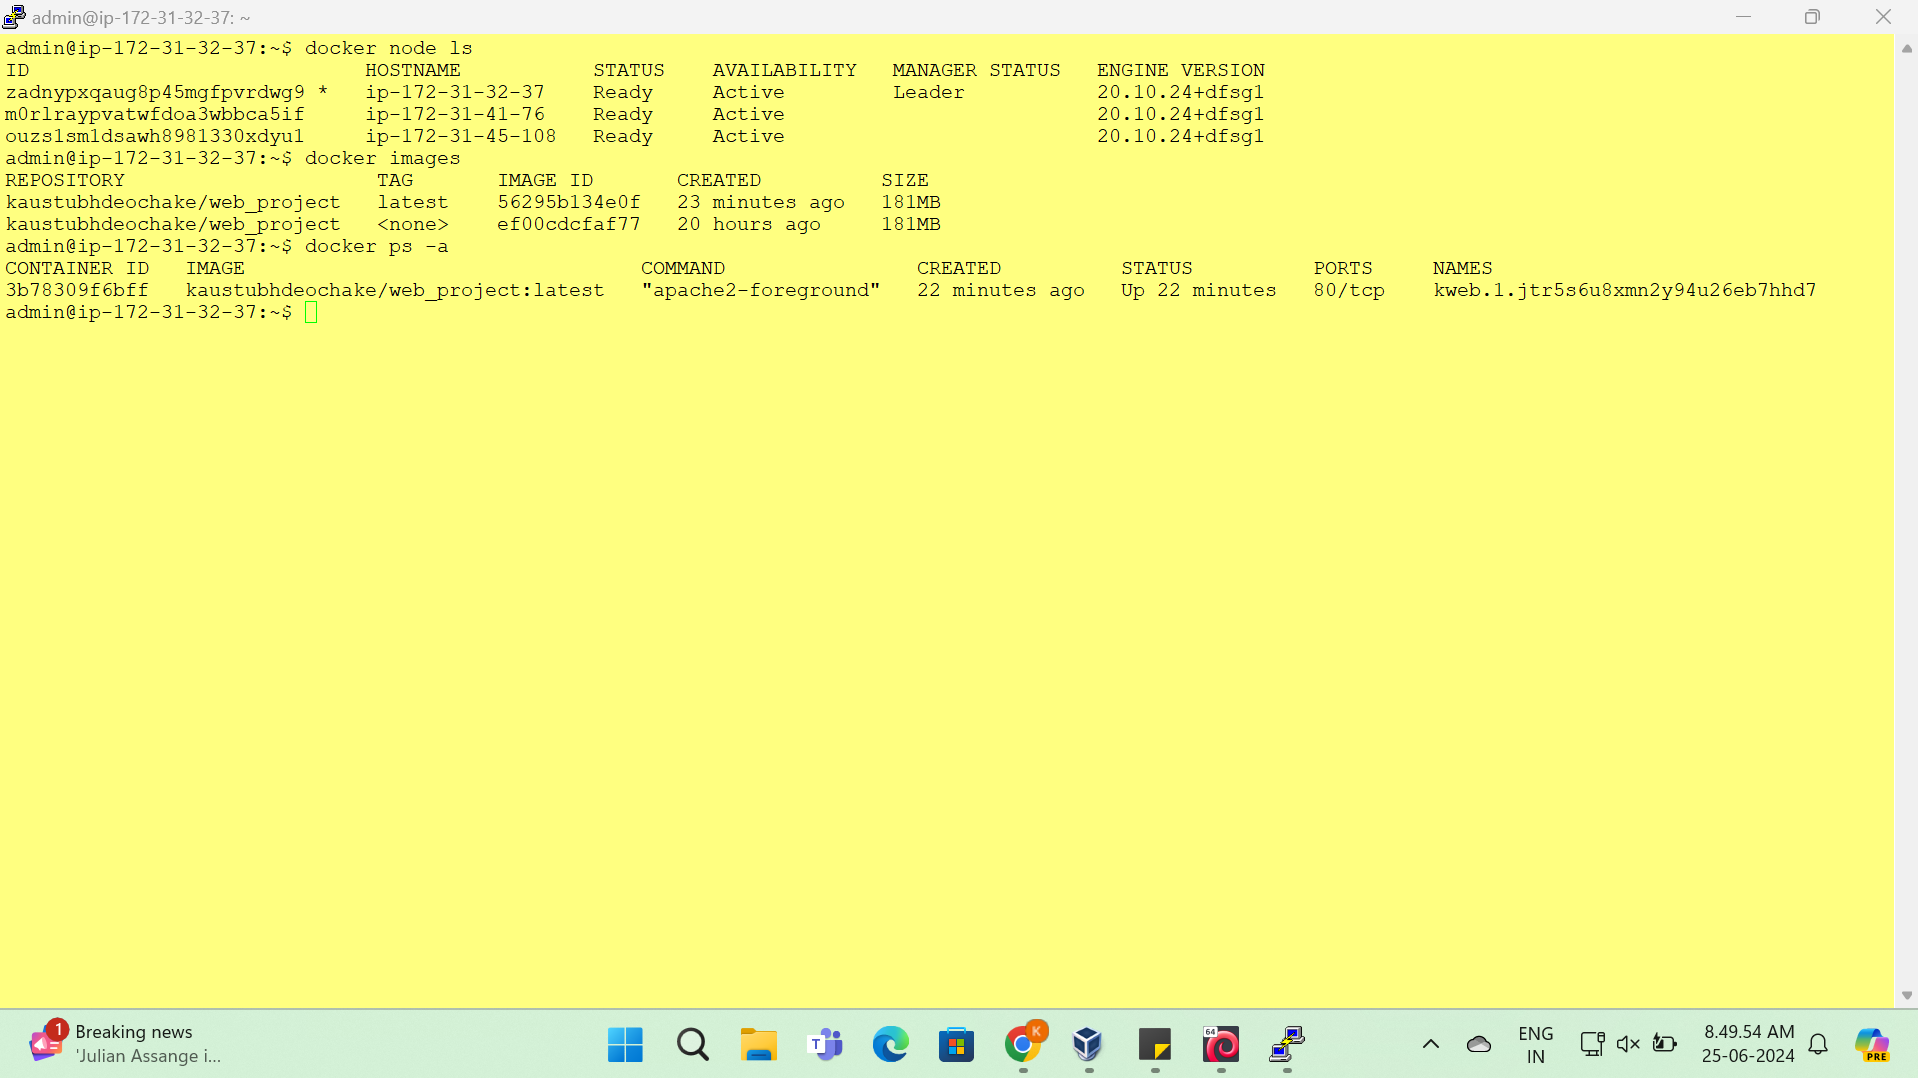 admin@ip-172-31-32-37: ~
admin@ip-172-31-32-37:~$ docker node ls
ID HOSTNAME STATUS AVAILABILITY MANAGER STATUS ENGINE VERSION
zadnypxqaug8p45mgfpvrdwg9 * ip-172-31-32-37 Ready Active Leader 20.10.24+dfsg1
m0rlraypvatwfdoa3wbbca5if ip-172-31-41-76 Ready Active 20.10.24+dfsg1
ouzs1sm1dsawh8981330xdyu1 ip-172-31-45-108 Ready Active 20.10.24+dfsg1
admin@ip-172-31-32-37:~$ docker images
REPOSITORY TAG IMAGE ID CREATED SIZE
kaustubhdeochake/web_project latest 56295b134e0f 23 minutes ago 181MB
kaustubhdeochake/web_project <none> ef00cdcfaf77 20 hours ago 181MB
admin@ip-172-31-32-37:~$ docker ps -a
CONTAINER ID IMAGE COMMAND CREATED STATUS PORTS NAMES
3b78309f6bff kaustubhdeochake/web_project:latest "apache2-foreground" 22 minutes ago Up 22 minutes 80/tcp kweb.1.jtr5s6u8xmn2y94u26eb7hhd7
admin@ip-172-31-32-37:~$
1
Breaking news
'Julian Assange i...
T
K
64
ENG
IN
8.49.54 AM
25-06-2024
PRE